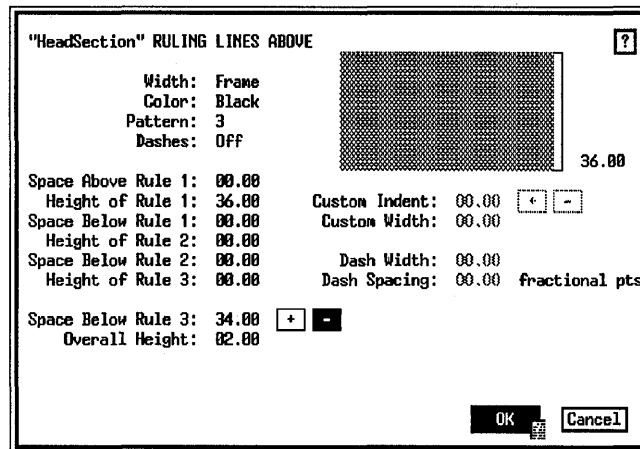 "HeadSection" RULING LINES ABOVE ?
Width: Frame
Color: Black
Pattern: 3
Dashes: Off
36.00
Space Above Rule 1: 00.00
Height of Rule 1: 36.00 Custom Indent: 00.00 + -
Space Below Rule 1: 00.00 Custom Width: 00.00
Height of Rule 2: 00.00
Space Below Rule 2: 00.00 Dash Width: 00.00
Height of Rule 3: 00.00 Dash Spacing: 00.00 fractional pts
Space Below Rule 3: 34.00 + -
Overall Height: 02.00
OK Cancel